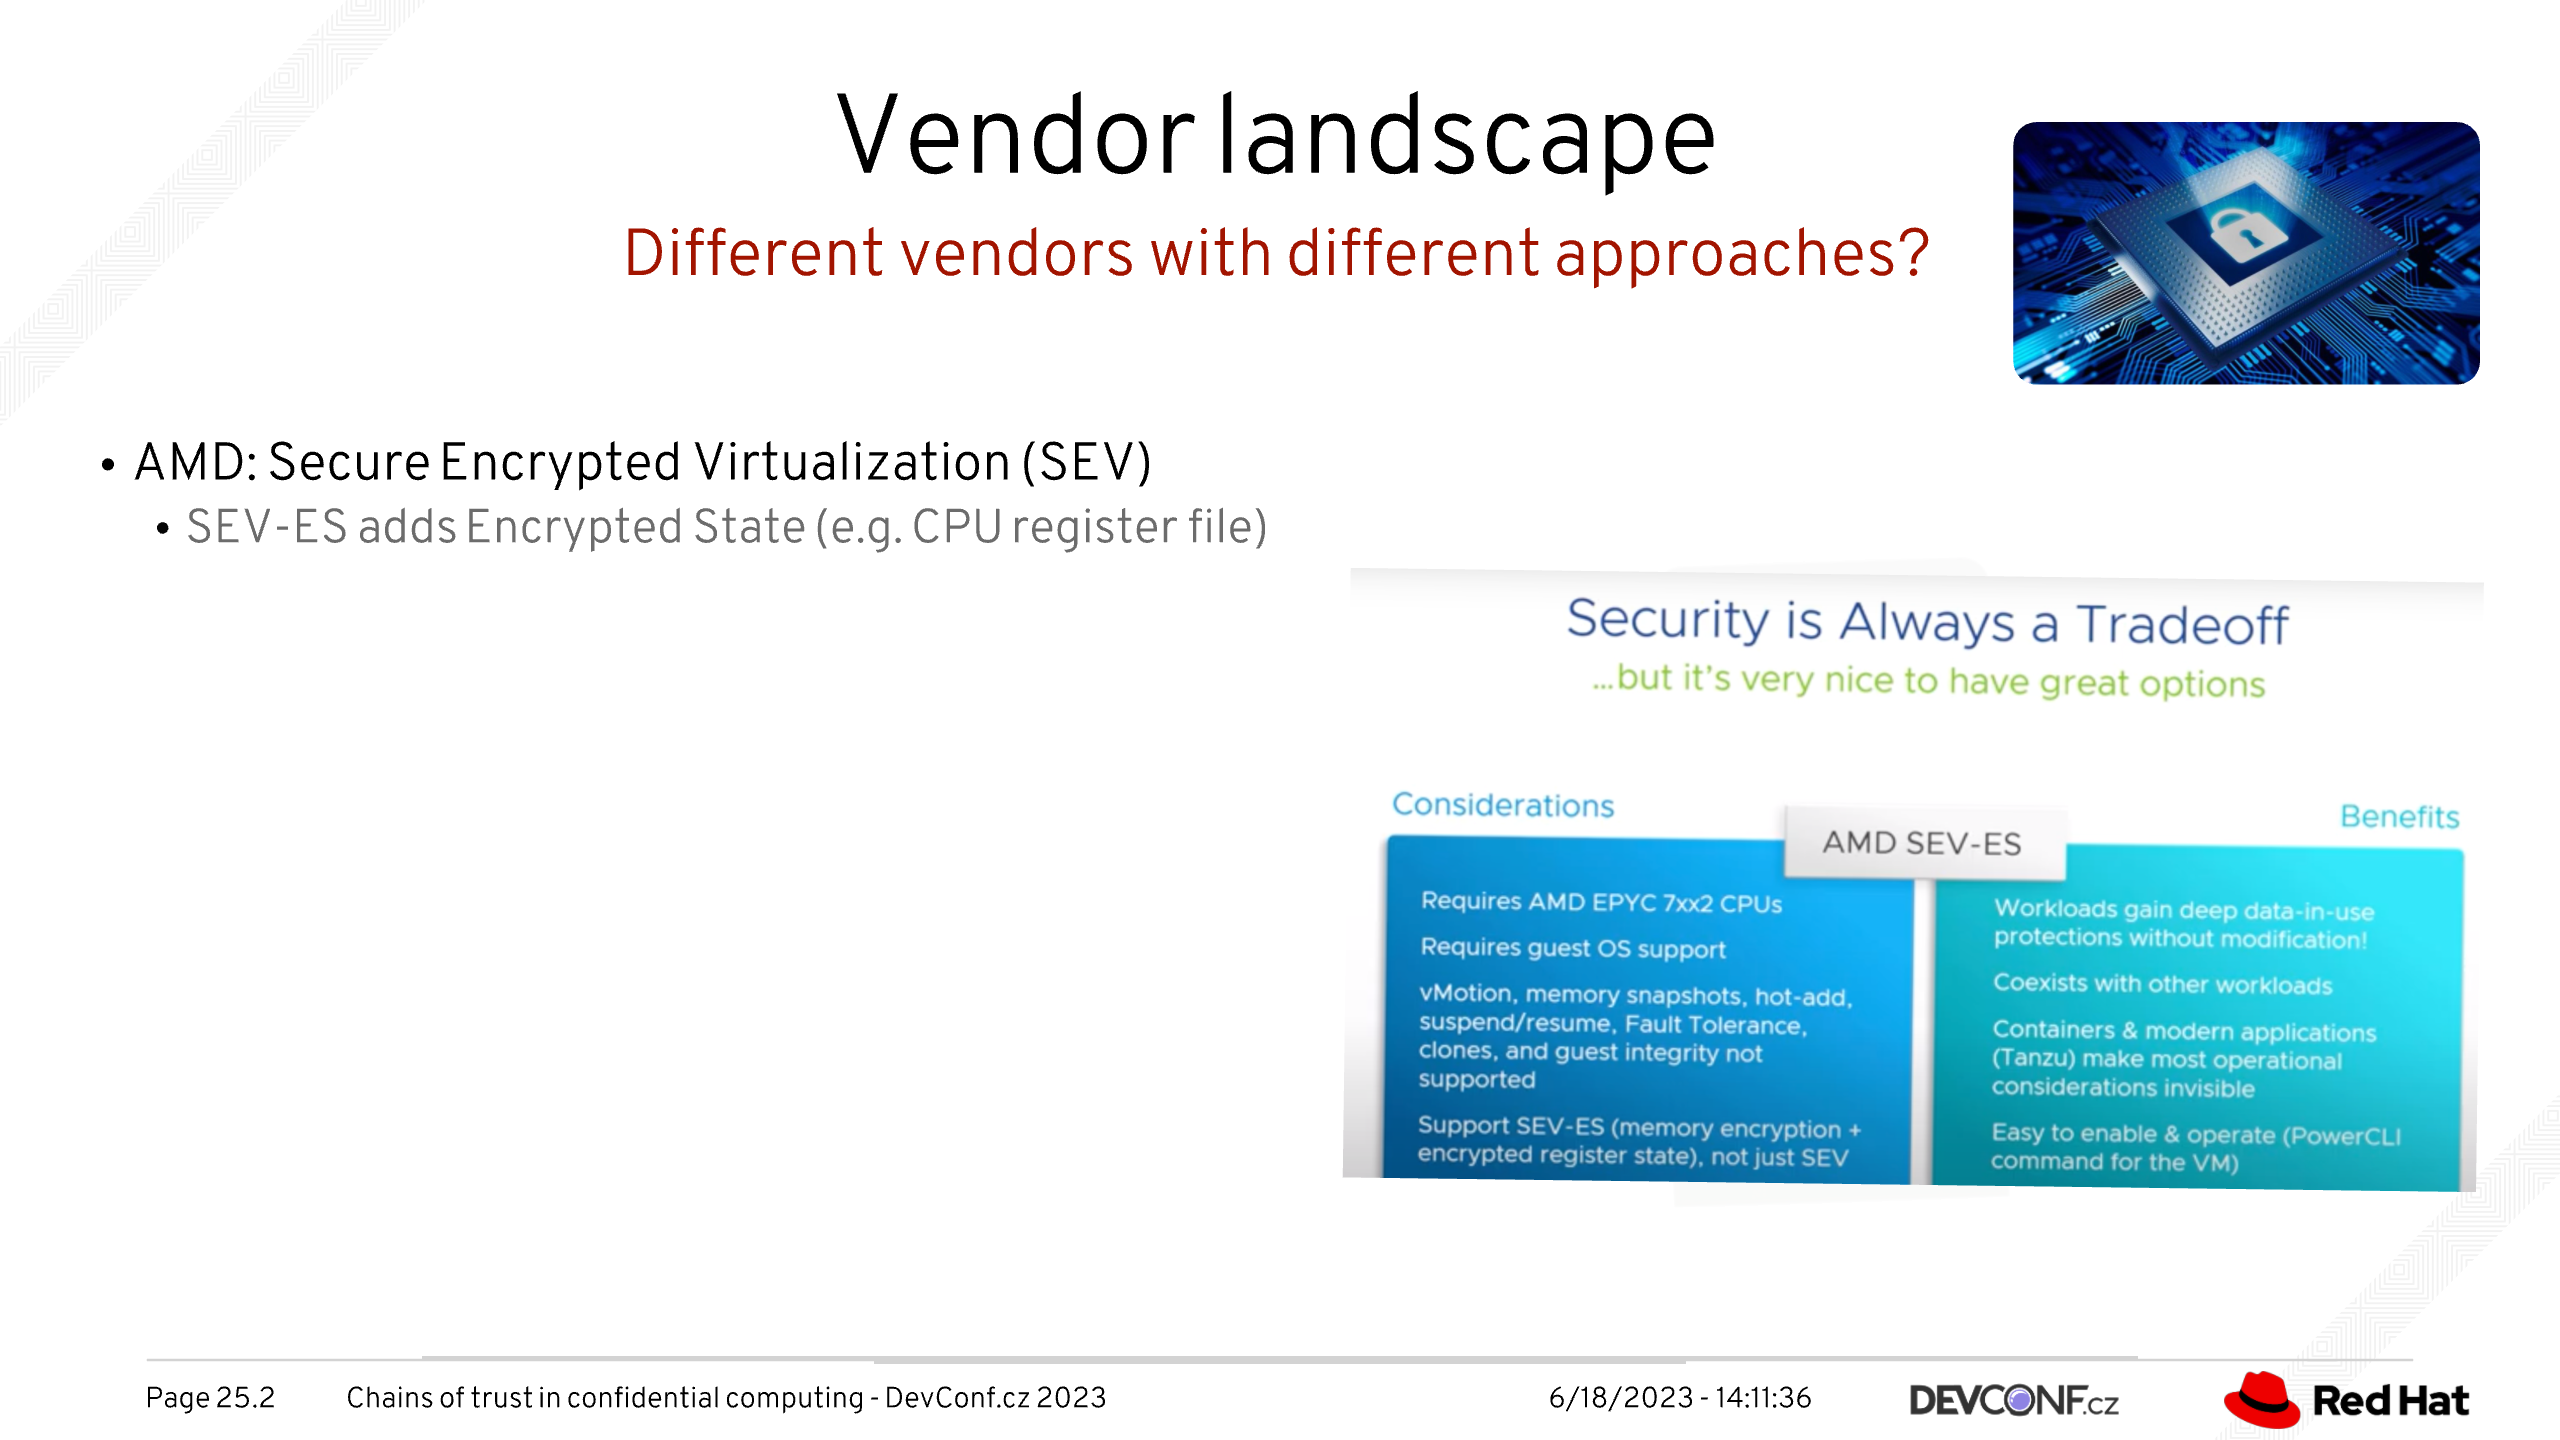 Vendor landscape
Different vendors with different approaches?
• AMD: Secure Encrypted Virtualization (SEV)
• SEV-ES adds Encrypted State (e.g. CPU register file)
Security is Always a Tradeoff
...but it's very nice to have great options
Considerations
Benefits
AMD SEV-ES
Requires AMD EPYC 7xx2 CPUs
Requires guest OS support
vMotion, memory snapshots, hot-add,
suspend/resume, Fault Tolerance,
clones, and guest integrity not
supported
Support SEV-ES (memory encryption +
encrypted register state), not just SEV
Workloads gain deep data-in-use
protections without modification!
Coexists with other workloads
Containers & modern applications
(Tanzu) make most operational
considerations invisible
Easy to enable & operate (PowerCLI
command for the VM)
Page 25.2
Chains of trust in confidential computing - DevConf.cz 2023
6/18/2023 - 14:11:36
DEVCONF.cz
Red Hat